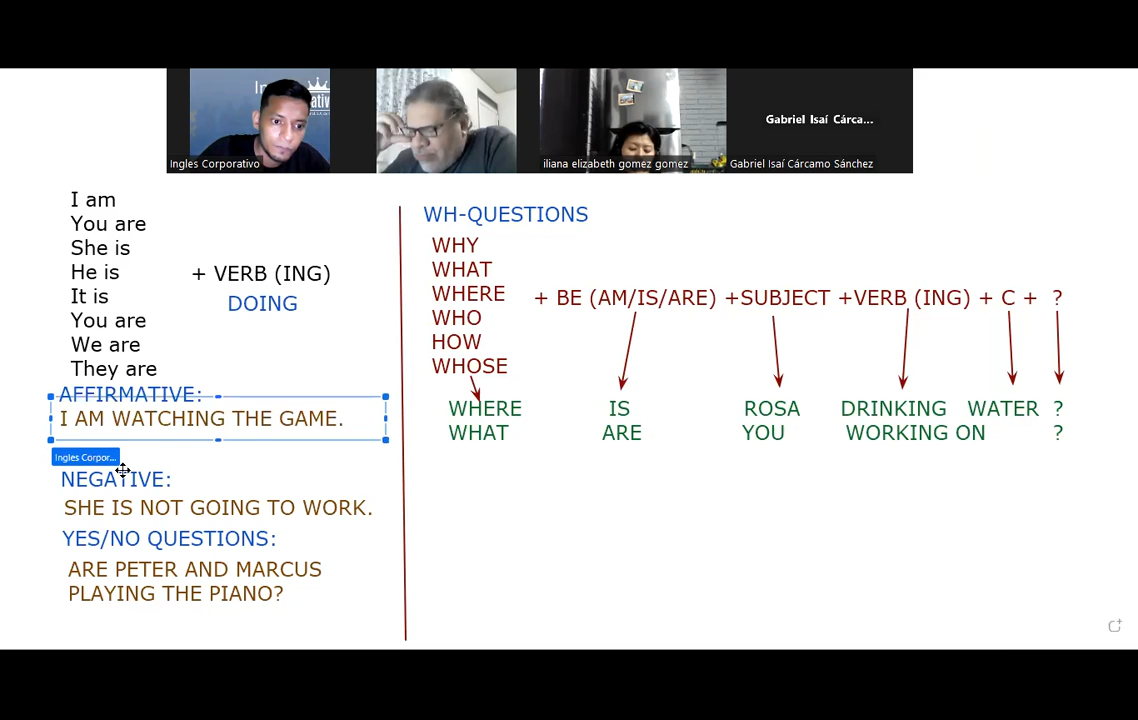 Ingles Corporativo
iliana elizabeth gomez gomez
Gabriel Isaí Cárca...
Gabriel Isaí Cárcamo Sánchez
I am
You are
She is
He is
It is
You are
We are
They are
+ VERB (ING)
DOING
AFFIRMATIVE:
I AM WATCHING THE GAME.
Ingles Corpor...
NEGATIVE:
SHE IS NOT GOING TO WORK.
YES/NO QUESTIONS:
ARE PETER AND MARCUS
PLAYING THE PIANO?
WH-QUESTIONS
WHY
WHAT
WHERE
WHO
HOW
WHOSE
+ BE (AM/IS/ARE) +SUBJECT +VERB (ING) + C + ?
WHERE IS ROSA DRINKING WATER ?
WHAT ARE YOU WORKING ON ?